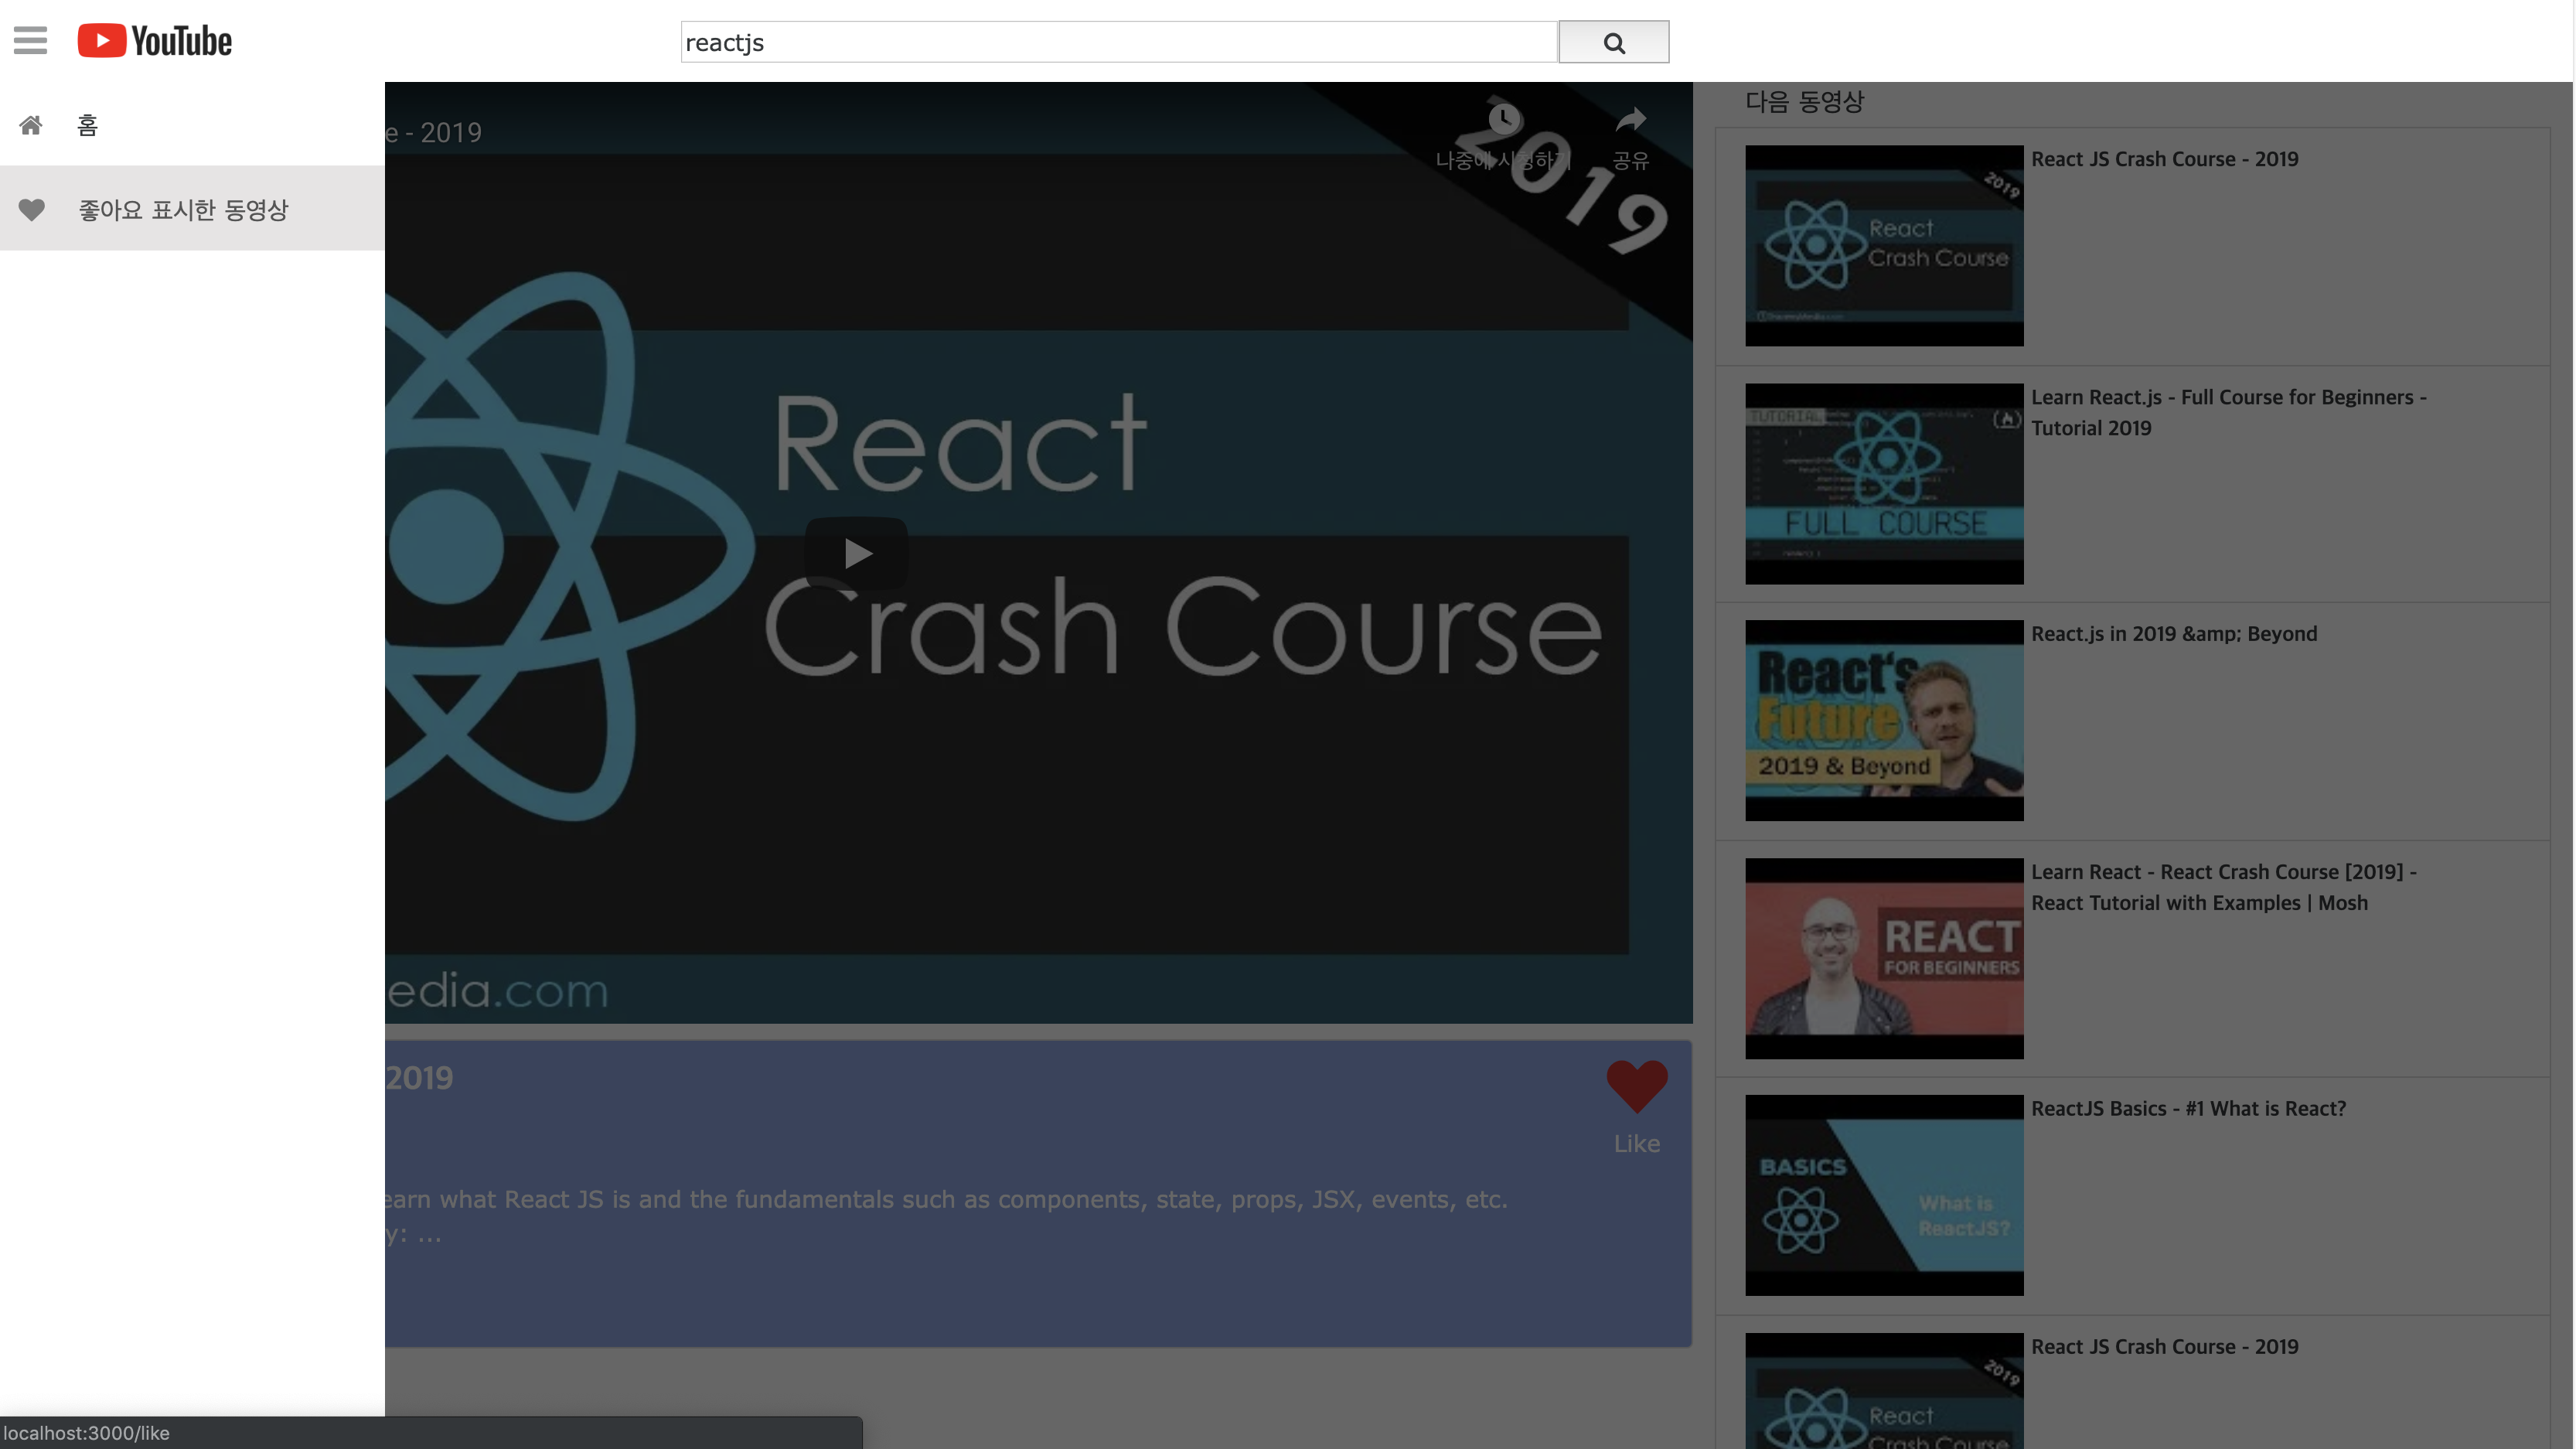 YouTube
reactjs
홈
좋아요 표시한 동영상
e - 2019
나중에 시청하기
공유
2019
React
Crash Course
edia.com
2019
Like
earn what React JS is and the fundamentals such as components, state, props, JSX, events, etc.
y: ...
다음 동영상
2019
React
Crash Course
React JS Crash Course - 2019
TUTORIAL
FULL COURSE
Learn React.js - Full Course for Beginners -
Tutorial 2019
React's
Future
2019 & Beyond
React.js in 2019 &amp; Beyond
REACT
FOR BEGINNERS
Learn React - React Crash Course [2019] -
React Tutorial with Examples | Mosh
BASICS
What is
ReactJS?
ReactJS Basics - #1 What is React?
2019
React
Crash Course
React JS Crash Course - 2019
localhost:3000/like